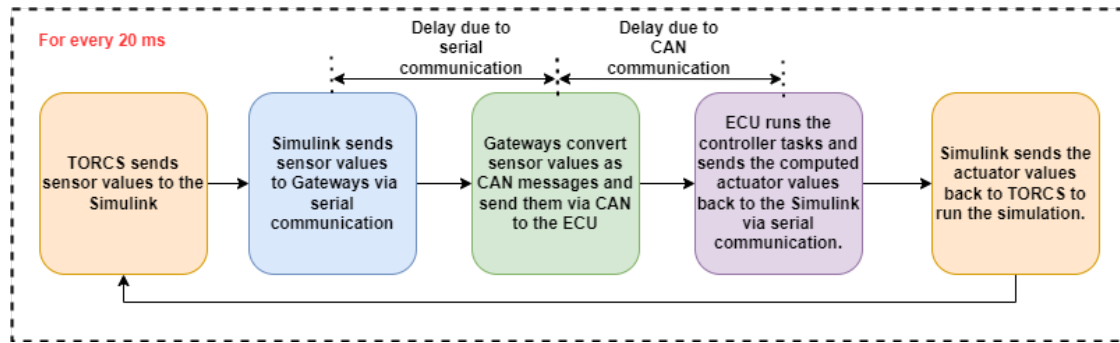 For every 20 ms
Delay due to
serial
communication
Delay due to
CAN
communication
TORCS sends
sensor values to the
Simulink
Simulink sends
sensor values
to Gateways via
serial
communication
Gateways convert
sensor values as
CAN messages and
send them via CAN
to the ECU
ECU runs the
controller tasks and
sends the computed
actuator values
back to the Simulink
via serial
communication.
Simulink sends the
actuator values
back to TORCS to
run the simulation.